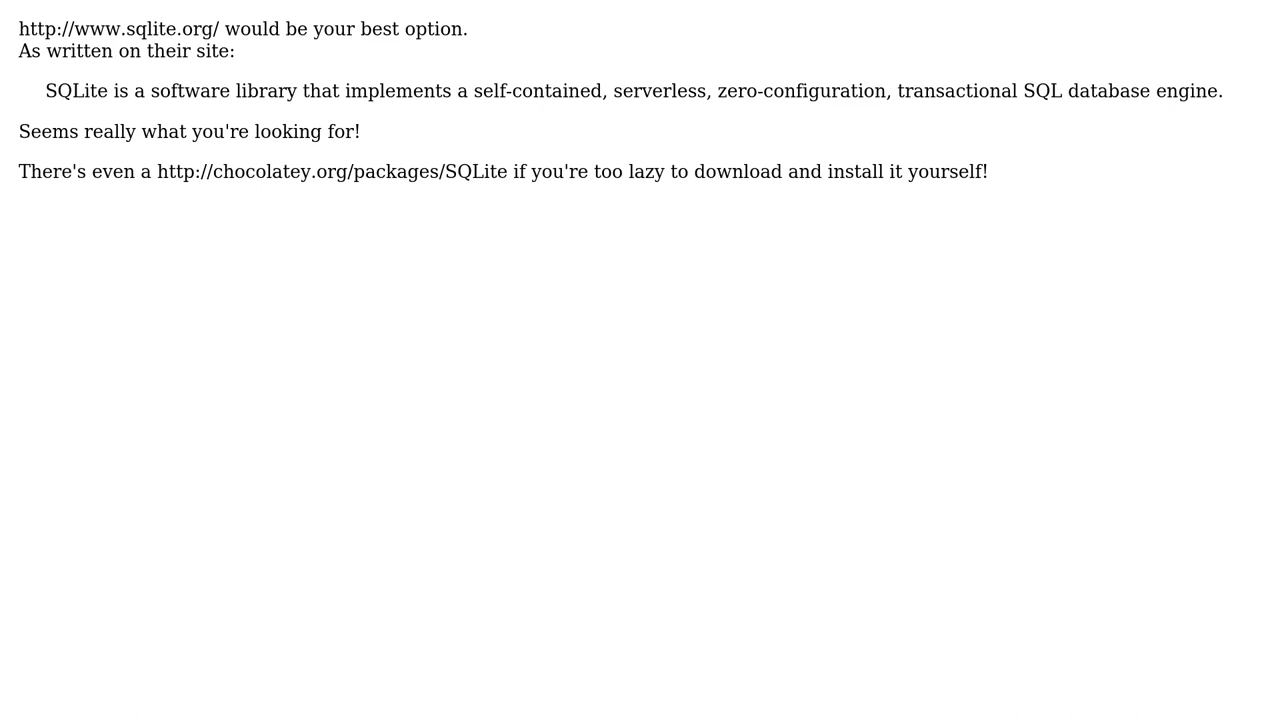 http://www.sqlite.org/ would be your best option.
As written on their site:
SQLite is a software library that implements a self-contained, serverless, zero-configuration, transactional SQL database engine.
Seems really what you're looking for!
There's even a http://chocolatey.org/packages/SQLite if you're too lazy to download and install it yourself!